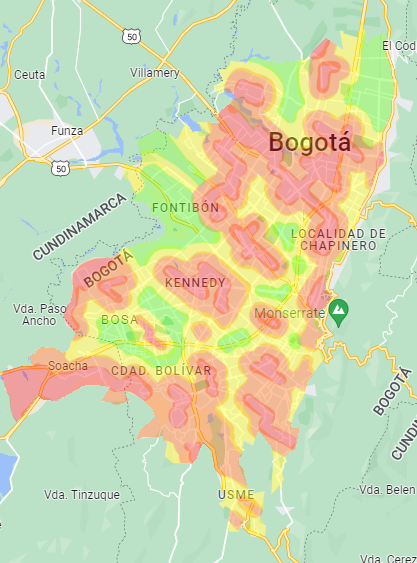 50
El Cod
Ceuta
Villamery
Funza
Bogotá
50
FONTIBÓN
CUNDINAMARCA
LOCALIDAD DE
CHAPINERO
BOGOTÁ
KENNEDY
Vda. Paso
Ancho
BOSA
Monserrate
Soacha
CDAD. BOLÍVAR
BOGOTÁ
CUN
Vda. Tinzuque
USME
Vda. Belen
Vda. Cerez